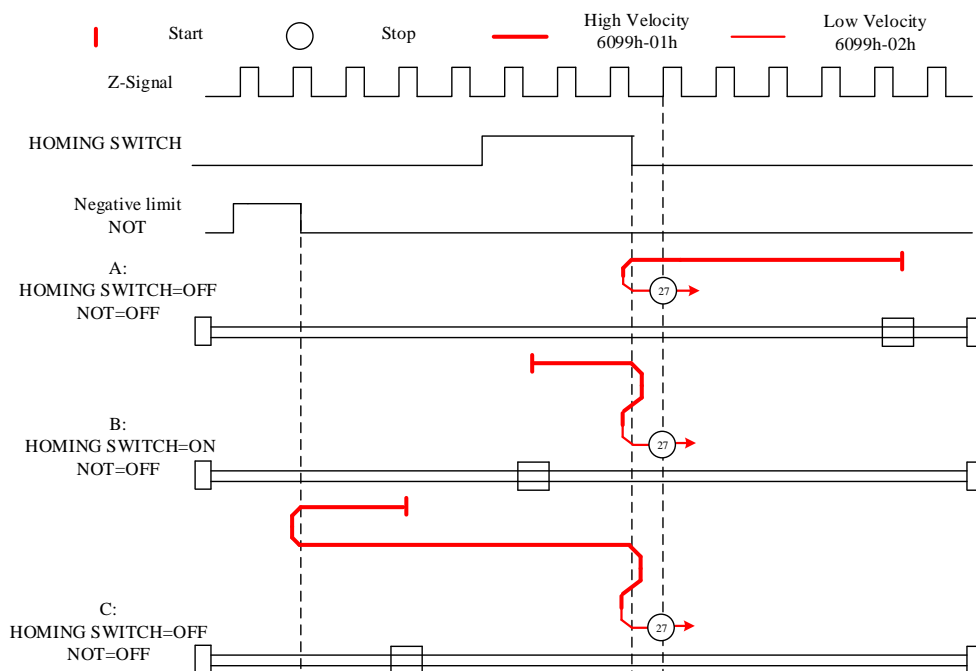 Start
Stop
High Velocity
6099h-01h
Low Velocity
6099h-02h
Z-Signal
HOMING SWITCH
Negative limit
NOT
A:
HOMING SWITCH=OFF
NOT=OFF
27
B:
HOMING SWITCH=ON
NOT=OFF
27
C:
HOMING SWITCH=OFF
NOT=OFF
27